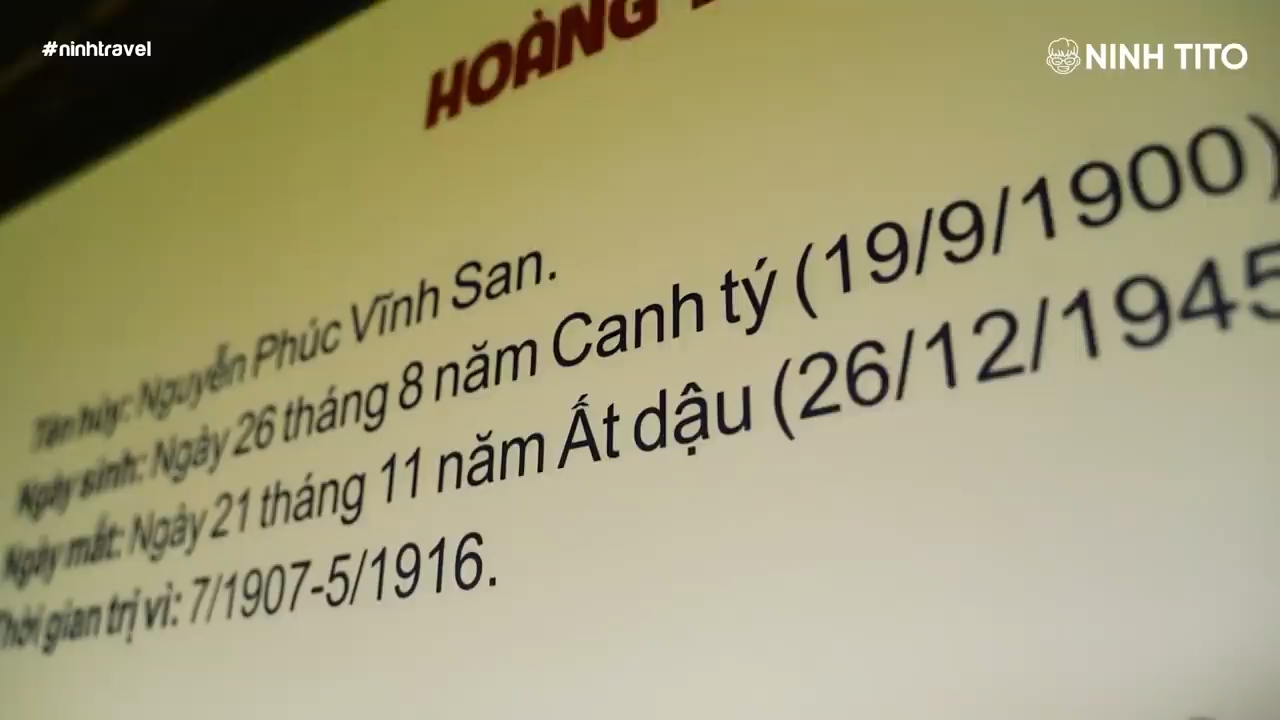 #ninhtravel
NINH TITO
HOÀNG
Tên húy: Nguyễn Phúc Vĩnh San.
Ngày sinh: Ngày 26 tháng 8 năm Canh tý (19/9/1900)
Ngày mất: Ngày 21 tháng 11 năm Ất dậu (26/12/1945
Thời gian trị vì: 7/1907-5/1916.